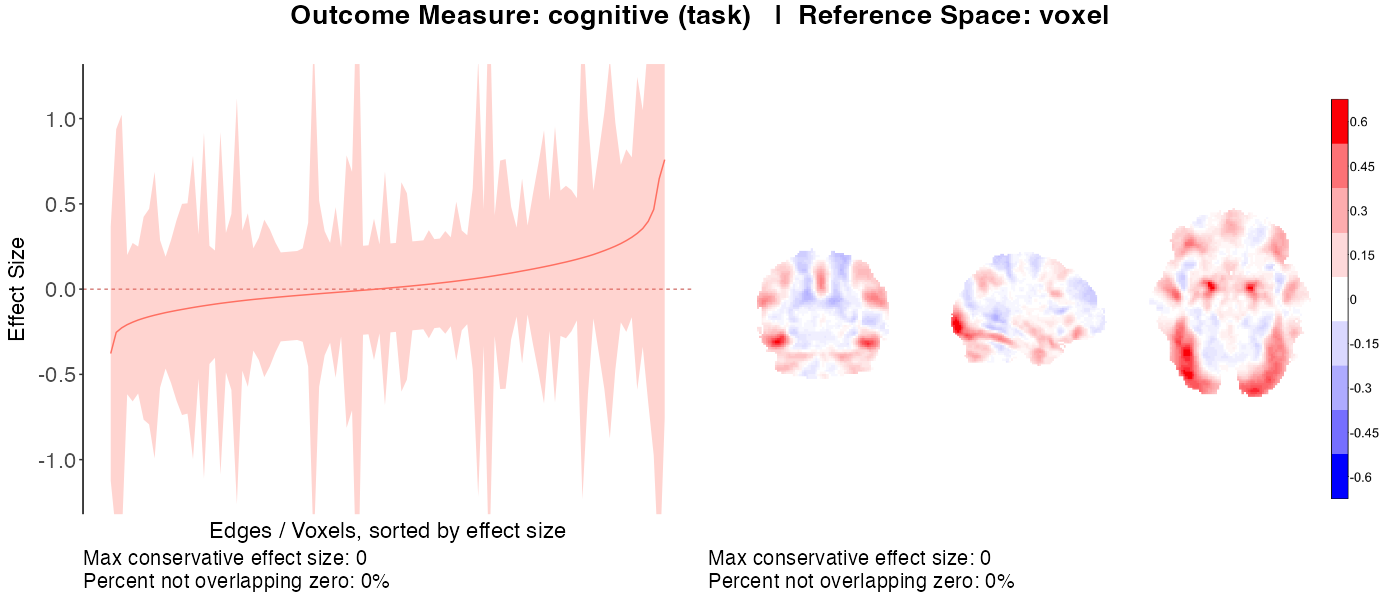 Outcome Measure: cognitive (task) | Reference Space: voxel
Effect Size
1.0
0.5
0.0
-0.5
-1.0
Edges / Voxels, sorted by effect size
Max conservative effect size: 0
Percent not overlapping zero: 0%
0.6
0.45
0.3
0.15
0
-0.15
-0.3
-0.45
-0.6
Max conservative effect size: 0
Percent not overlapping zero: 0%